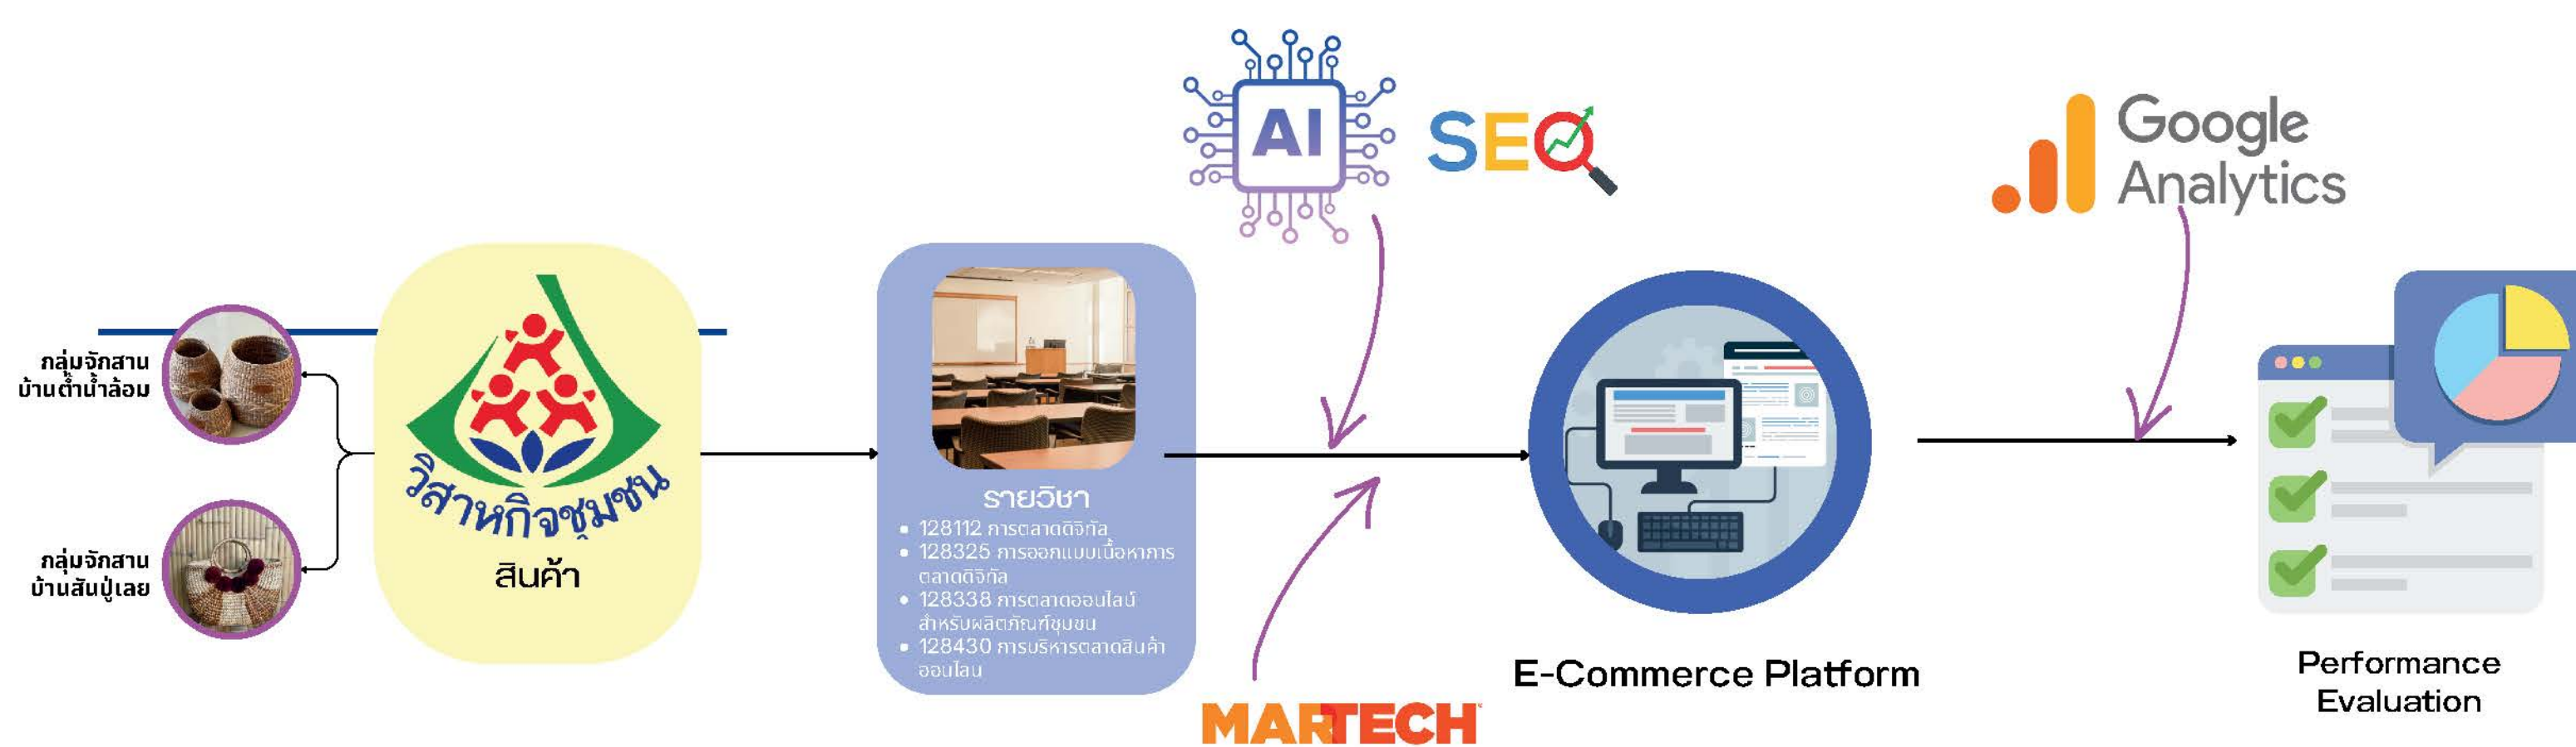 กลุ่มจักสาน
บ้านต๊ำน้ำล้อม
กลุ่มจักสาน
บ้านสันปู่เลย
วิสาหกิจชุมชน
สินค้า
รายวิชา
• 128112 การตลาดดิจิทัล
• 128325 การออกแบบเนื้อหาการ
ตลาดดิจิทัล
• 128338 การตลาดออนไลน์
สำหรับผลิตภัณฑ์ชุมชน
• 128430 การบริหารตลาดสินค้า
ออนไลน
AI
SEO
MARTECH
E-Commerce Platform
Google
Analytics
Performance
Evaluation